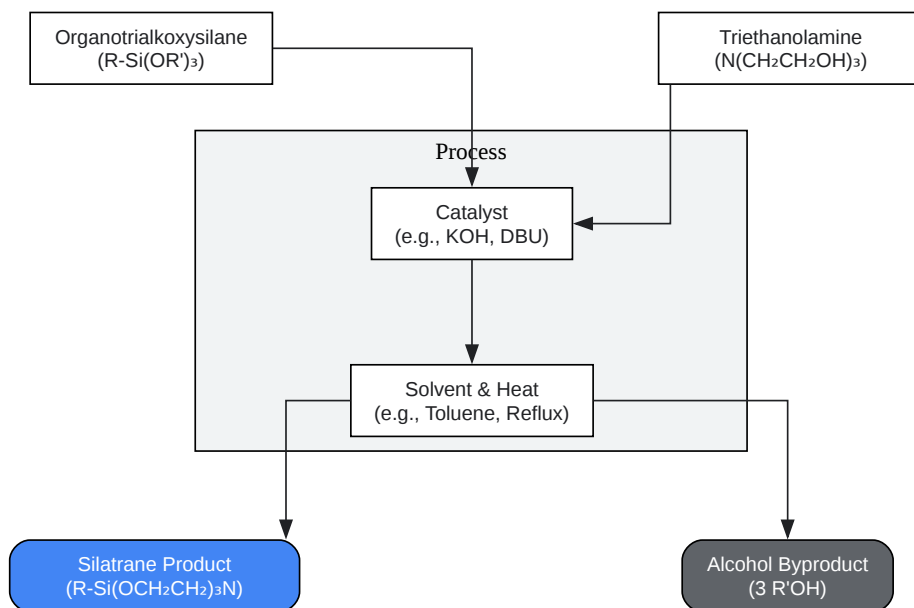 Organotrialkoxysilane
(R-Si(OR')₃)
Triethanolamine
(N(CH₂CH₂OH)₃)
Process
Catalyst
(e.g., KOH, DBU)
Solvent & Heat
(e.g., Toluene, Reflux)
Silatrane Product
(R-Si(OCH₂CH₂)₃N)
Alcohol Byproduct
(3 R'OH)